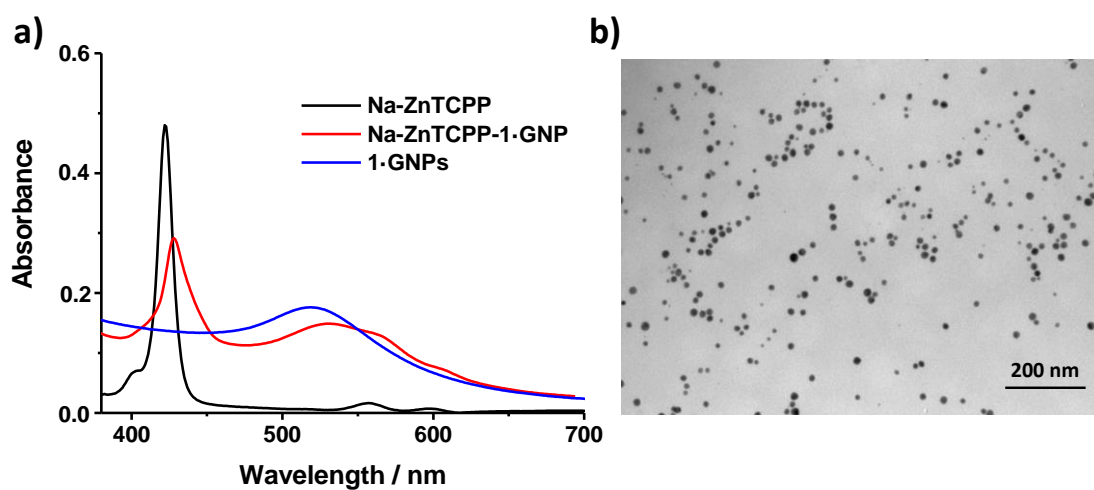 a)
0.6
0.4
0.2
0.0
Absorbance
400
500
600
700
Wavelength / nm
Na-ZnTCPP
Na-ZnTCPP-1·GNP
1·GNPs
b)
200 nm